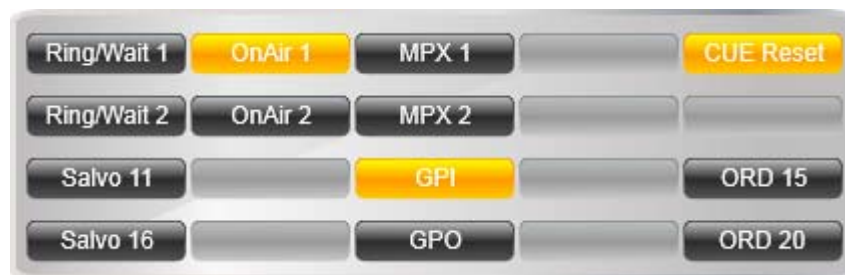 Ring/Wait 1 OnAir 1 MPX 1 CUE Reset
Ring/Wait 2 OnAir 2 MPX 2
Salvo 11 GPI ORD 15
Salvo 16 GPO ORD 20